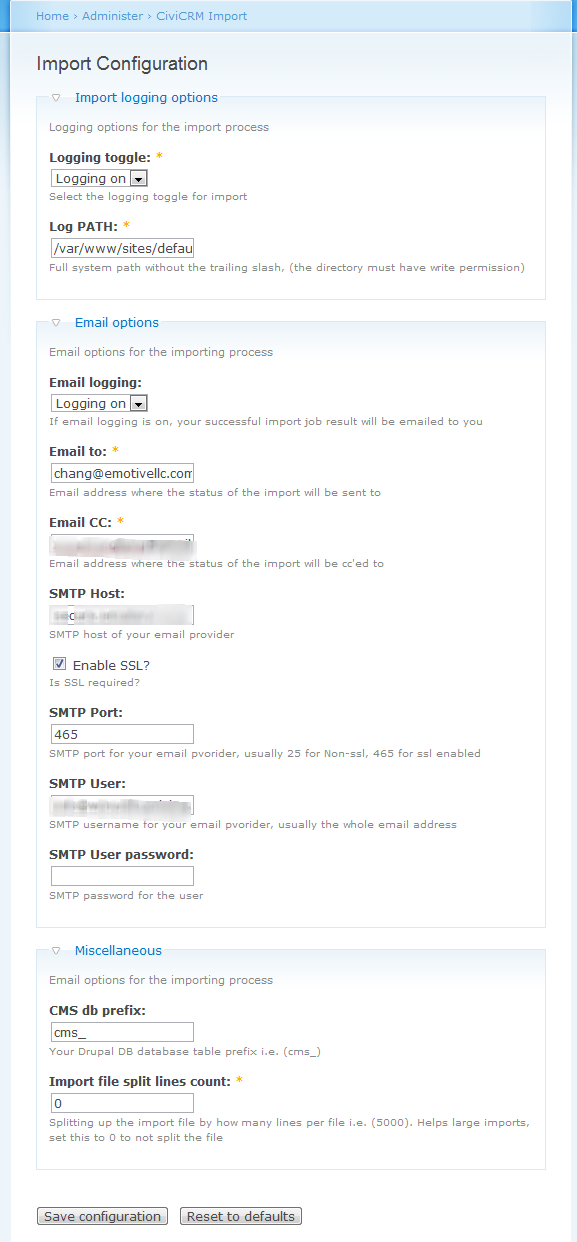 Home › Administer › CiviCRM Import
Import Configuration
Import logging options
Logging options for the import process
Logging toggle: *
Logging on
Select the logging toggle for import
Log PATH: *
/var/www/sites/defau
Full system path without the trailing slash, (the directory must have write permission)
Email options
Email options for the importing process
Email logging:
Logging on
If email logging is on, your successful import job result will be emailed to you
Email to: *
chang@emotivellc.com
Email address where the status of the import will be sent to
Email CC: *
Email address where the status of the import will be cc'ed to
SMTP Host:
SMTP host of your email provider
Enable SSL?
Is SSL required?
SMTP Port:
465
SMTP port for your email pvorider, usually 25 for Non-ssl, 465 for ssl enabled
SMTP User:
SMTP username for your email pvorider, usually the whole email address
SMTP User password:
SMTP password for the user
Miscellaneous
Email options for the importing process
CMS db prefix:
cms_
Your Drupal DB database table prefix i.e. (cms_)
Import file split lines count: *
0
Splitting up the import file by how many lines per file i.e. (5000). Helps large imports,
set this to 0 to not split the file
Save configuration Reset to defaults